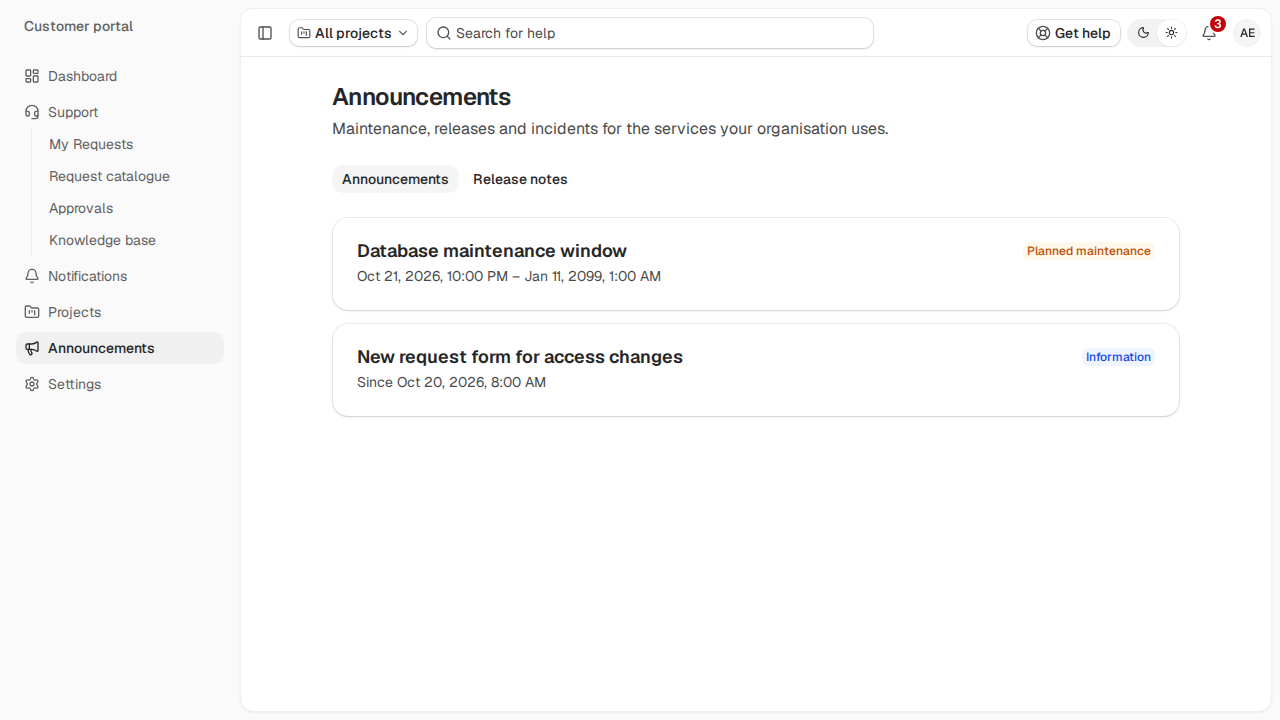 Customer portal
Dashboard
Support
My Requests
Request catalogue
Approvals
Knowledge base
Notifications
Projects
Announcements
Settings
All projects
Search for help
Get help
3
AE
Announcements
Maintenance, releases and incidents for the services your organisation uses.
Announcements
Release notes
Database maintenance window
Planned maintenance
Oct 21, 2026, 10:00 PM – Jan 11, 2099, 1:00 AM
New request form for access changes
Information
Since Oct 20, 2026, 8:00 AM